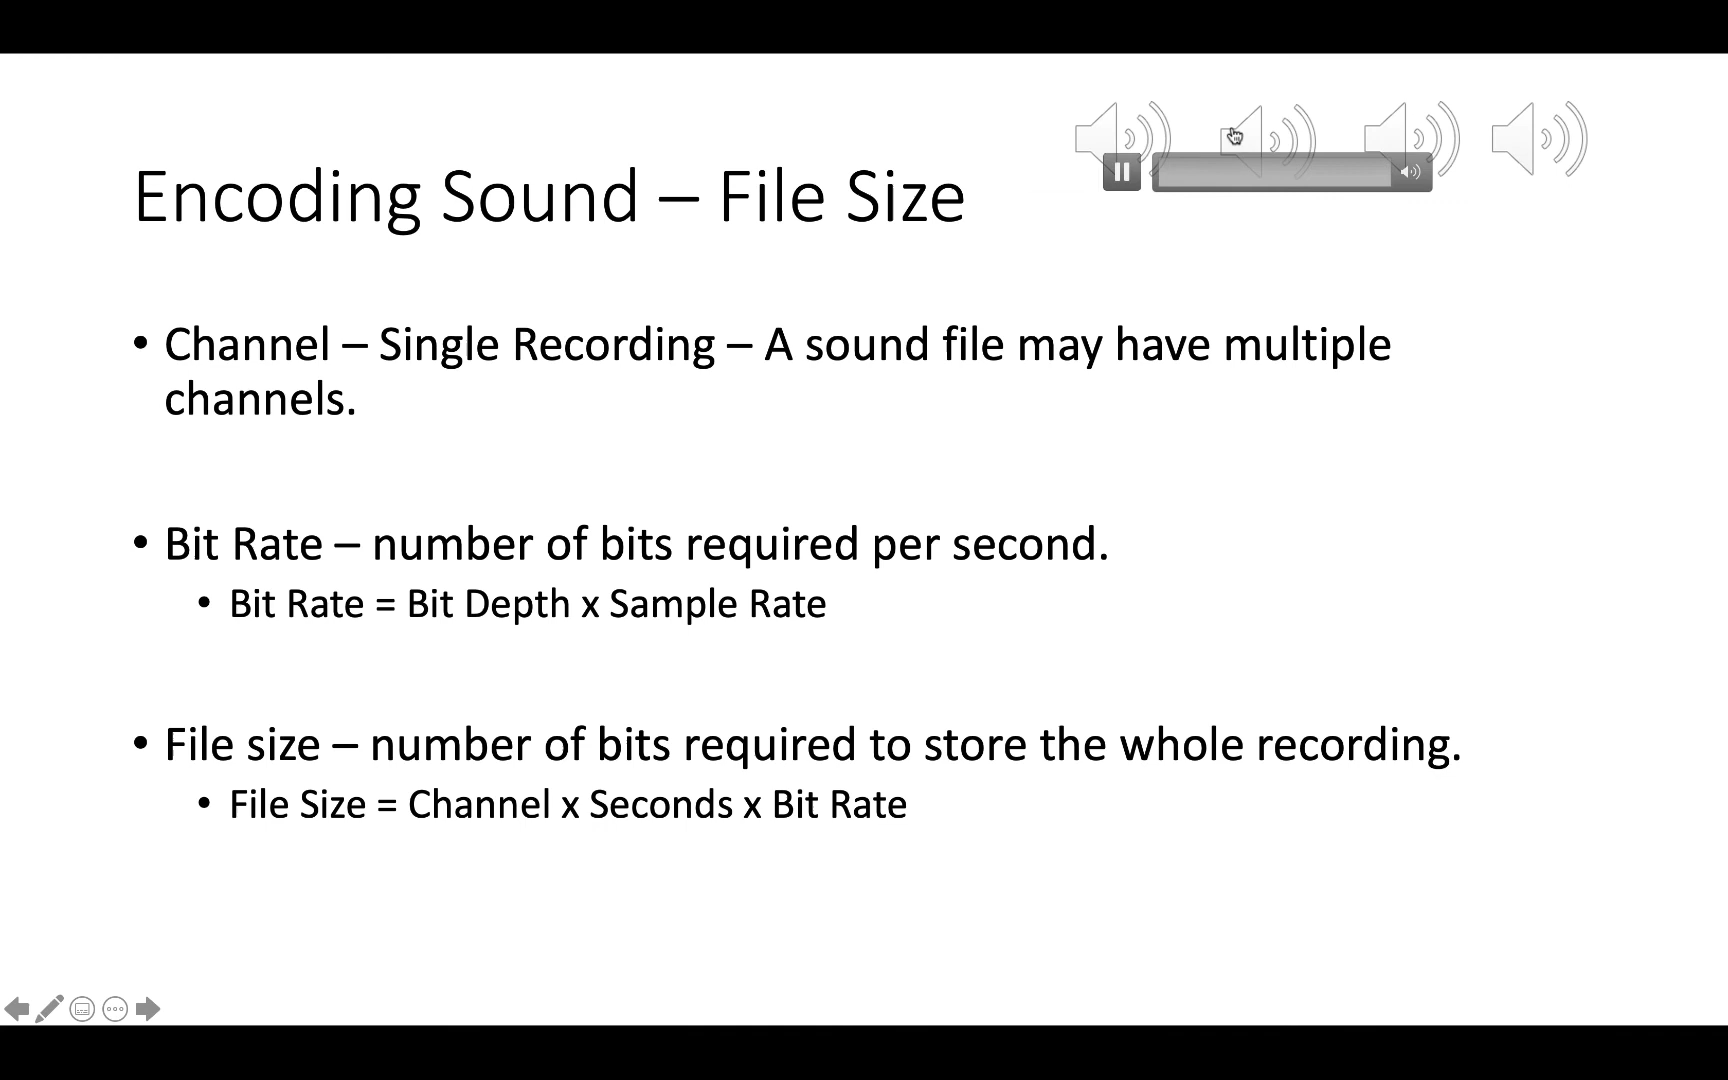 Encoding Sound – File Size
• Channel – Single Recording – A sound file may have multiple
channels.
• Bit Rate – number of bits required per second.
• Bit Rate = Bit Depth x Sample Rate
• File size – number of bits required to store the whole recording.
• File Size = Channel x Seconds x Bit Rate